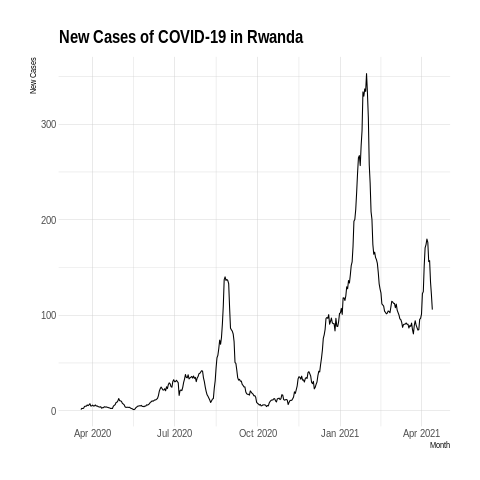 New Cases of COVID-19 in Rwanda
New Cases
300
200
100
0
Apr 2020 Jul 2020 Oct 2020 Jan 2021 Apr 2021
Month